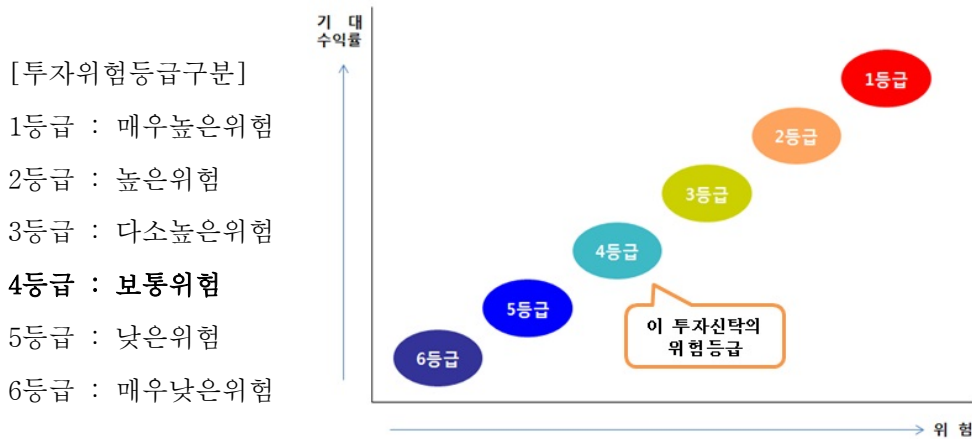 [투자위험등급구분]
1등급 : 매우높은위험
2등급 : 높은위험
3등급 : 다소높은위험
4등급 : 보통위험
5등급 : 낮은위험
6등급 : 매우낮은위험
기 대
수익률
1등급
2등급
3등급
4등급
5등급
6등급
이 투자신탁의
위험등급
위 험